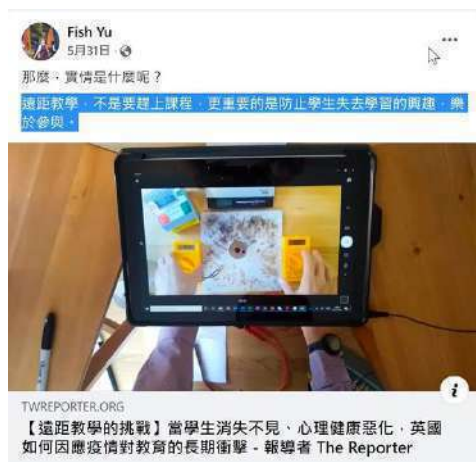 Fish Yu
5月31日
那麼，實情是什麼呢？
遠距教學，不是要趕上課程，更重要的是防止學生失去學習的興趣，樂
於參與。
TWREPORTER.ORG
【遠距教學的挑戰】當學生消失不見、心理健康惡化，英國
如何因應疫情對教育的長期衝擊 - 報導者 The Reporter